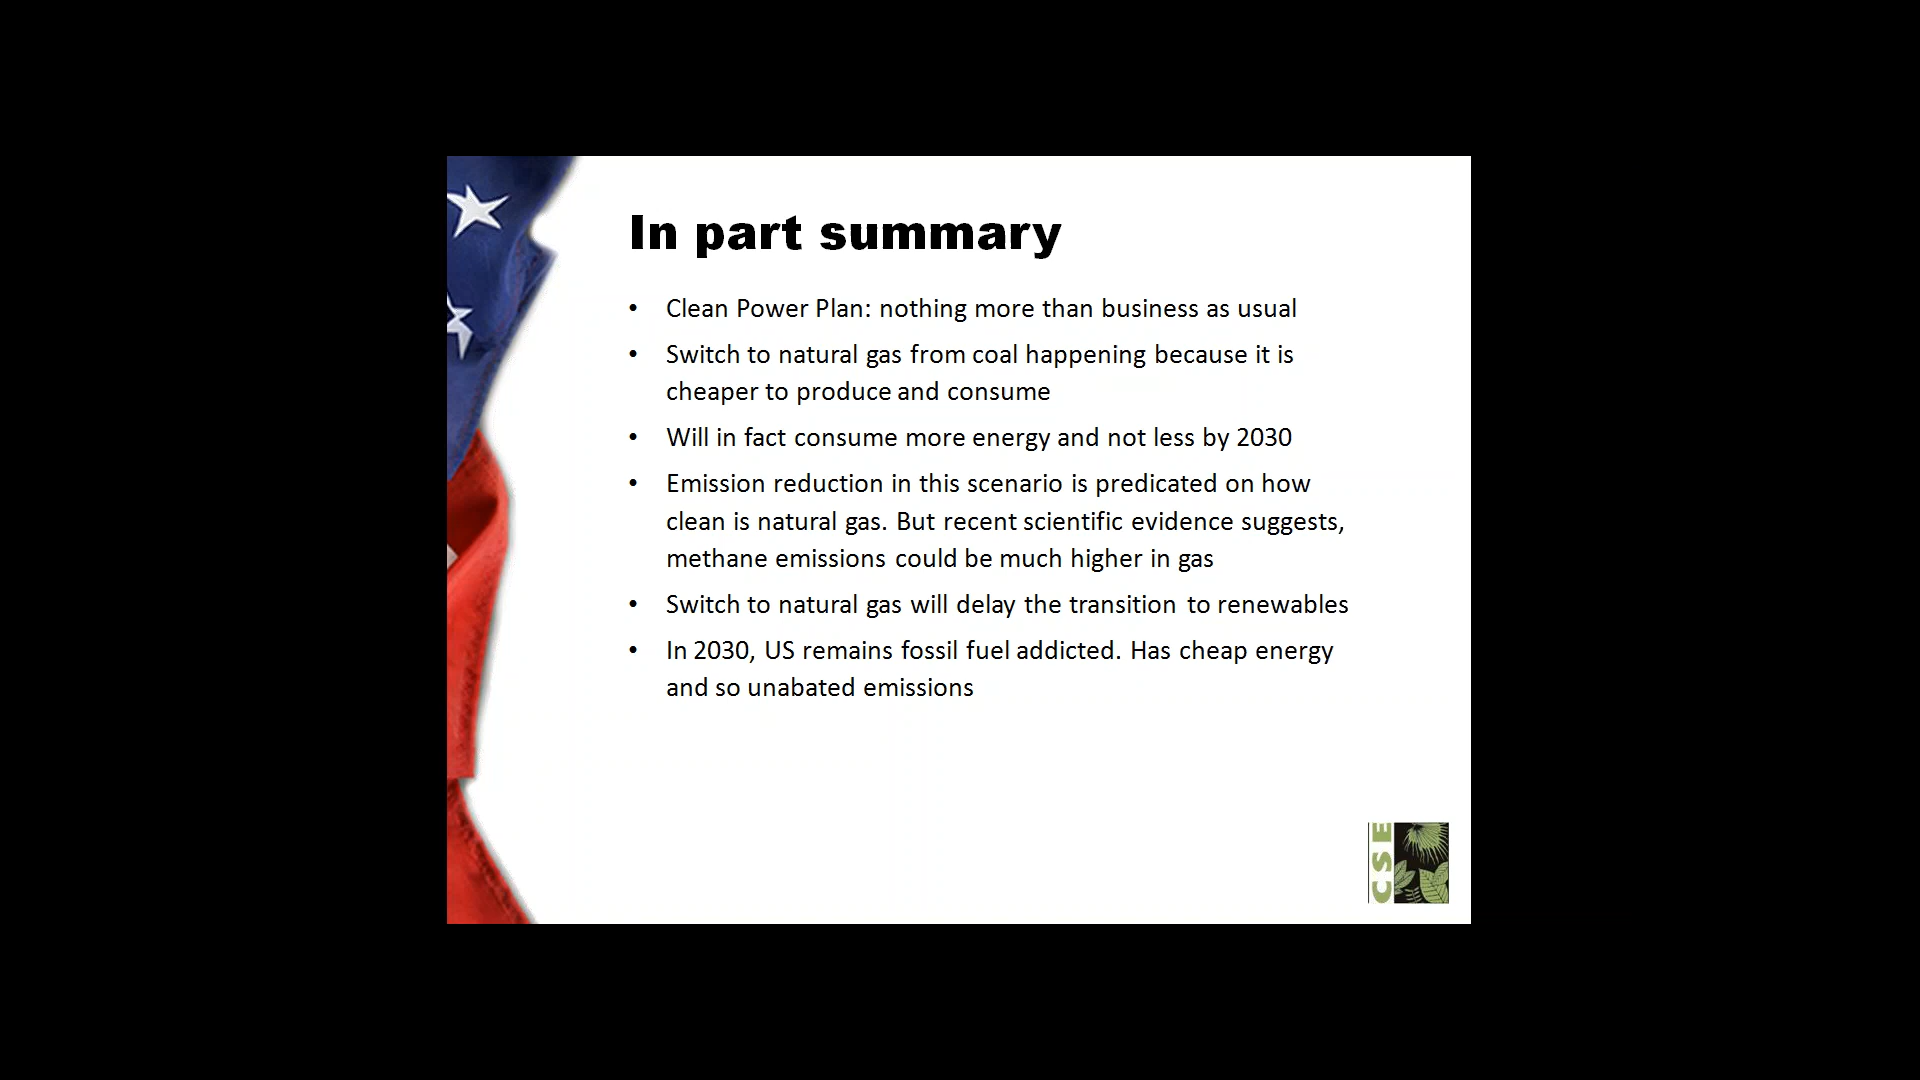 In part summary
• Clean Power Plan: nothing more than business as usual
• Switch to natural gas from coal happening because it is
cheaper to produce and consume
• Will in fact consume more energy and not less by 2030
• Emission reduction in this scenario is predicated on how
clean is natural gas. But recent scientific evidence suggests,
methane emissions could be much higher in gas
• Switch to natural gas will delay the transition to renewables
• In 2030, US remains fossil fuel addicted. Has cheap energy
and so unabated emissions
CSE